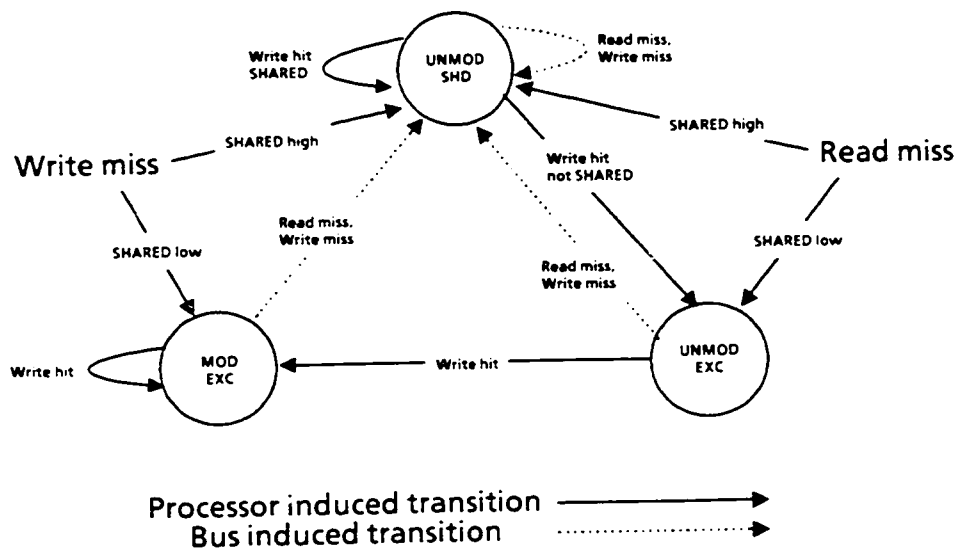 UNMOD
SHD
Write hit
SHARED
Read miss,
Write miss
SHARED high
SHARED high
Write miss
Read miss
Write hit
not SHARED
Read miss,
Write miss
SHARED low
SHARED low
Read miss,
Write miss
MOD
EXC
UNMOD
EXC
Write hit
Write hit
Processor induced transition
Bus induced transition